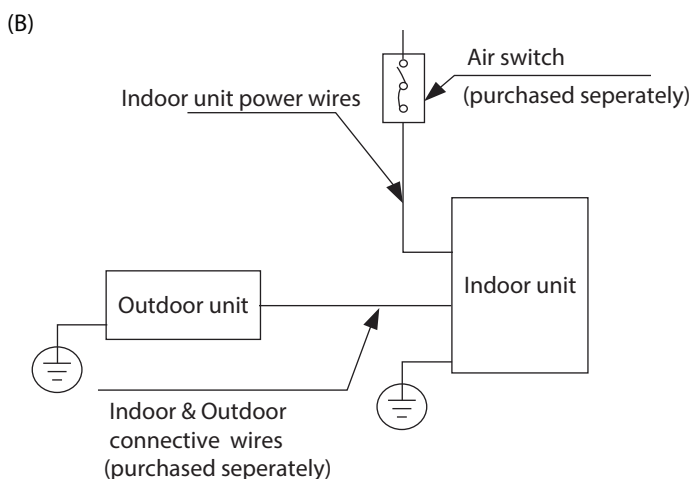 (B)
Air switch
(purchased seperately)
Indoor unit power wires
Outdoor unit
Indoor unit
Indoor & Outdoor
connective wires
(purchased seperately)